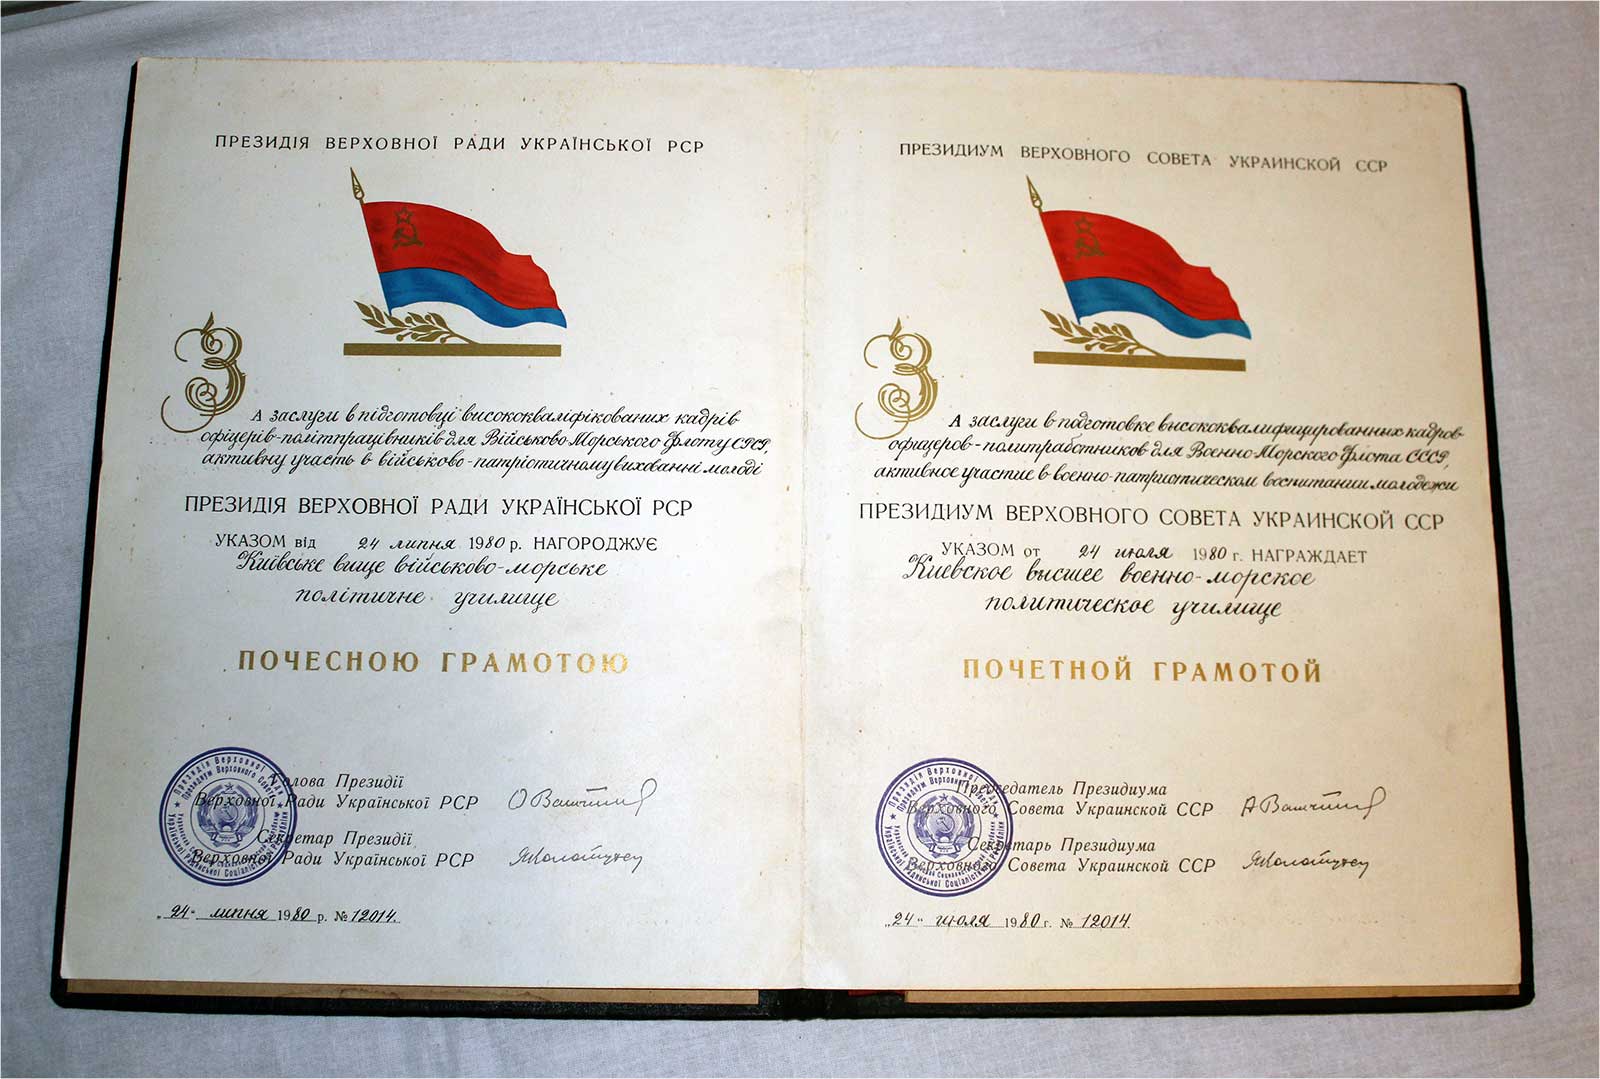 ПРЕЗИДІЯ ВЕРХОВНОЇ РАДИ УКРАЇНСЬКОЇ РСР
ЗА заслуги в підготовці висококваліфікованих кадрів
офіцерів-політпрацівників для Військово-Морського Флоту СРСР,
активну участь в військово-патріотичному вихованні молоді
ПРЕЗИДІЯ ВЕРХОВНОЇ РАДИ УКРАЇНСЬКОЇ РСР
УКАЗОМ від 24 липня 1980 р. НАГОРОДЖУЄ
Київське вище військово-морське
політичне училище
ПОЧЕСНОЮ ГРАМОТОЮ
Голова Президії
Верховної Ради Української РСР
Секретар Президії
Верховної Ради Української РСР
„24" липня 1980 р. № 12014.
ПРЕЗИДИУМ ВЕРХОВНОГО СОВЕТА УКРАИНСКОЙ ССР
ЗА заслуги в подготовке высококвалифицированных кадров
офицеров-политработников для Военно-Морского Флота СССР,
активное участие в военно-патриотическом воспитании молодежи
ПРЕЗИДИУМ ВЕРХОВНОГО СОВЕТА УКРАИНСКОЙ ССР
УКАЗОМ от 24 июля 1980 г. НАГРАЖДАЕТ
Киевское высшее военно-морское
политическое училище
ПОЧЕТНОЙ ГРАМОТОЙ
Председатель Президиума
Верховного Совета Украинской ССР
Секретарь Президиума
Верховного Совета Украинской ССР
„24" июля 1980 г. № 12014.